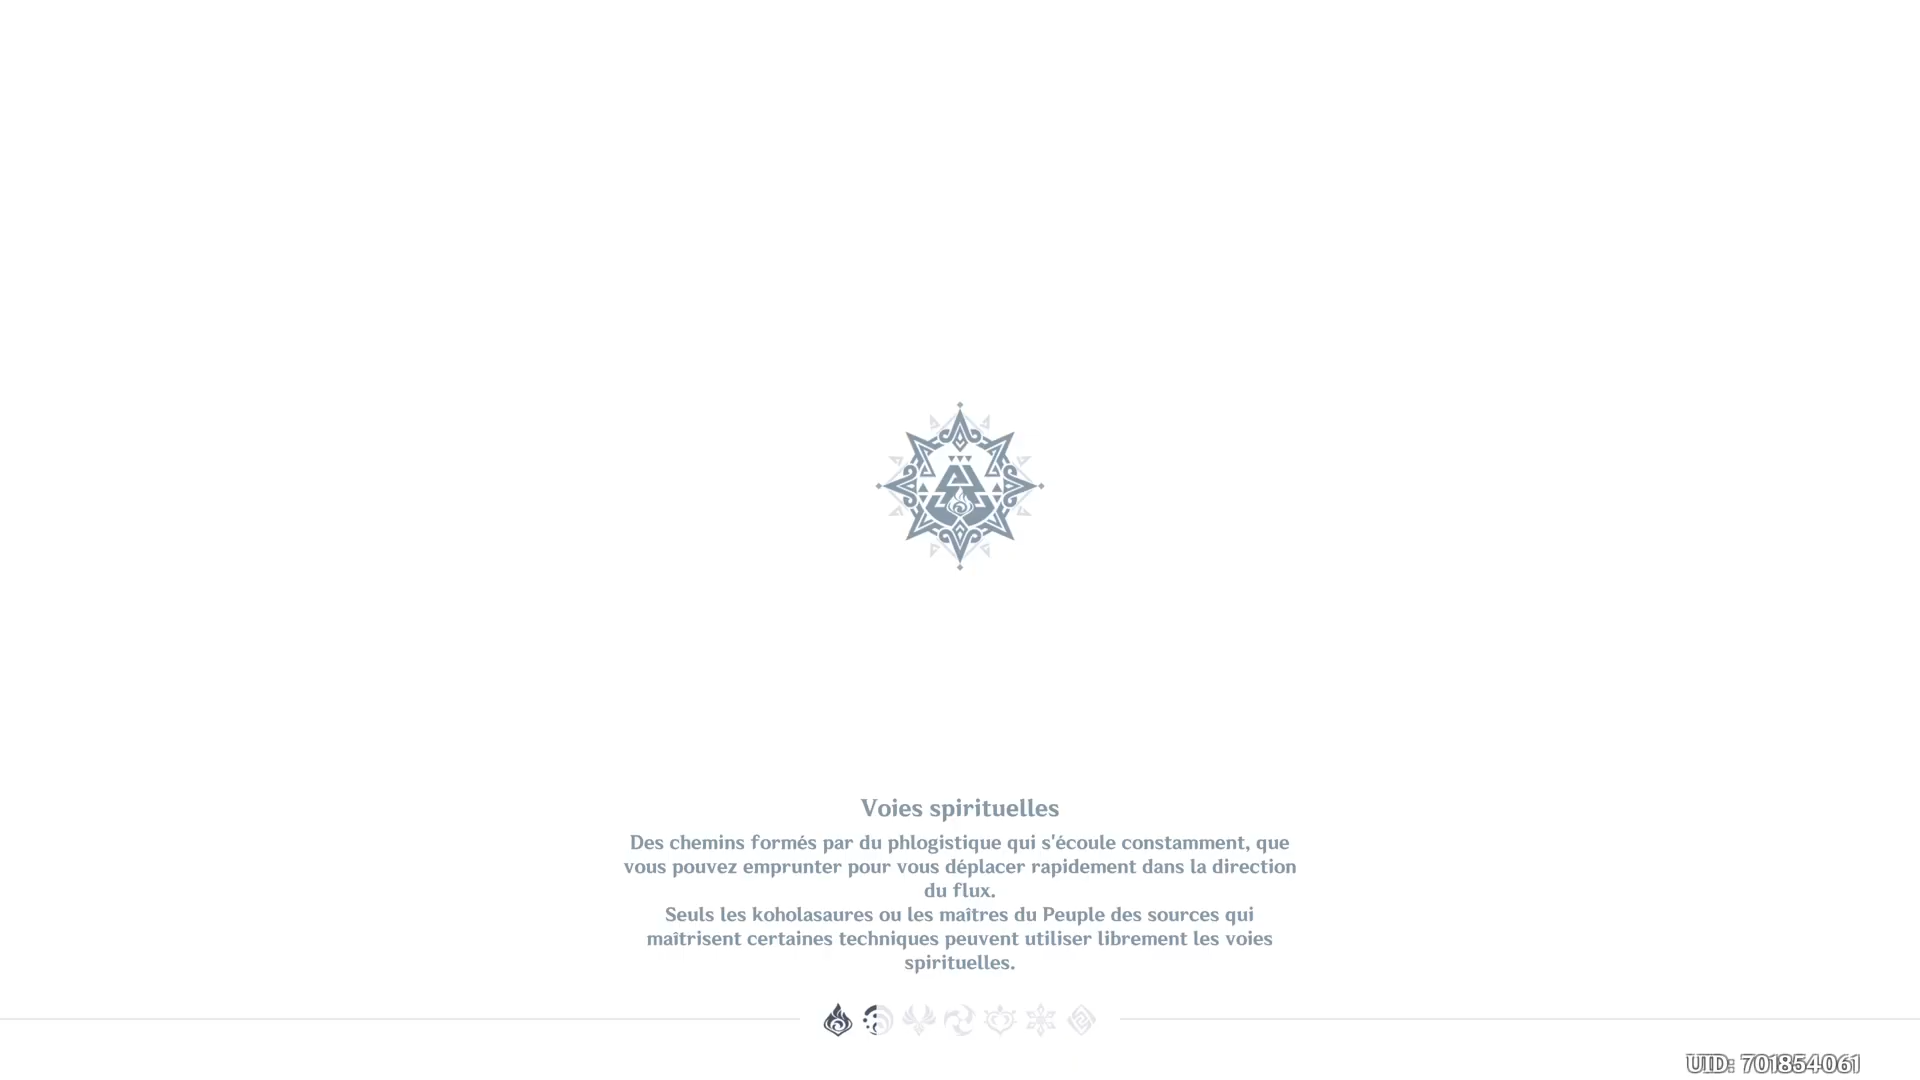 Voies spirituelles
Des chemins formés par du phlogistique qui s'écoule constamment, que
vous pouvez emprunter pour vous déplacer rapidement dans la direction
du flux.
Seuls les koholasaures ou les maîtres du Peuple des sources qui
maîtrisent certaines techniques peuvent utiliser librement les voies
spirituelles.
UID: 701854061